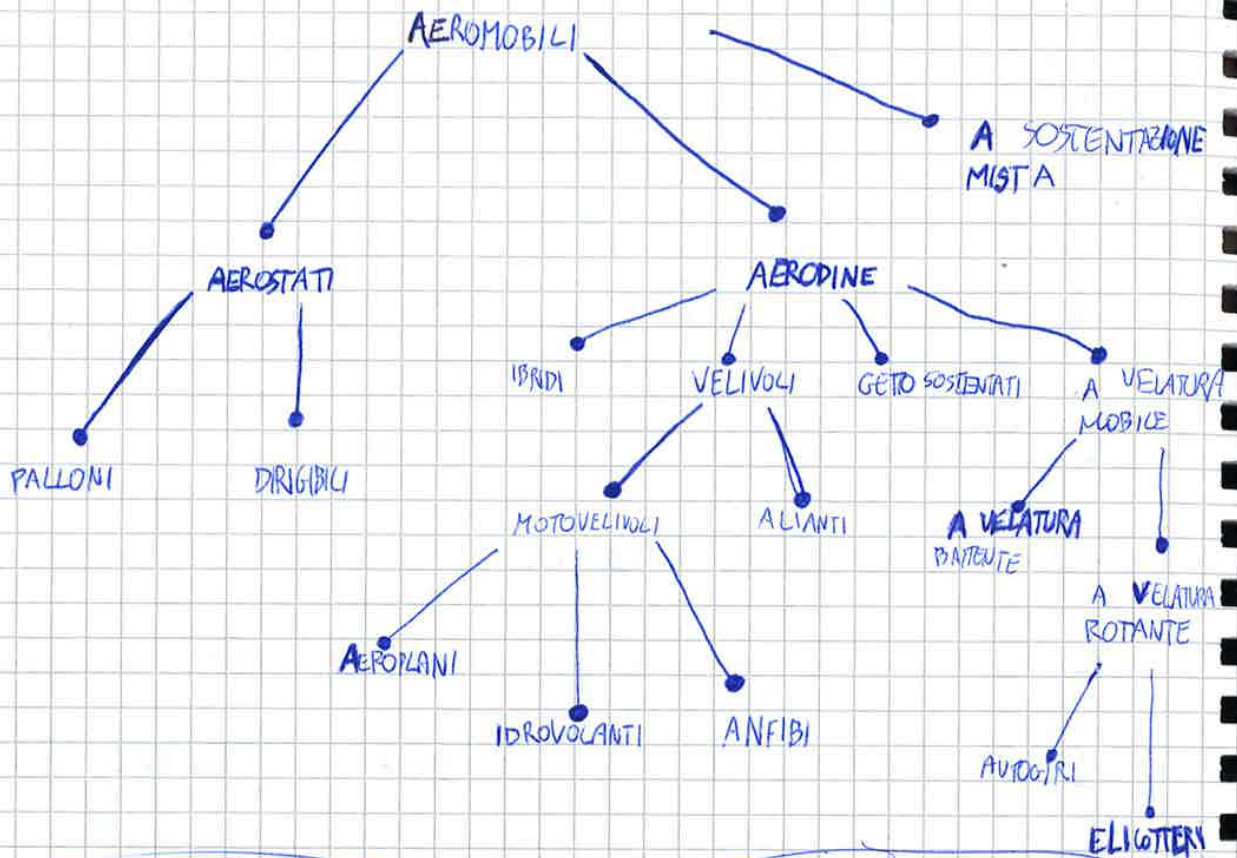 AEROMOBILI
A SOSTENTAZIONE
MISTA
AEROSTATI
AERODINE
PALLONI
DIRIGIBILI
IBRIDI
VELIVOLI
GETO SOSTENTATI
A VELATURA
MOBILE
MOTOVELIVOLI
ALIANTI
A VELATURA
BATTENTE
A VELATURA
ROTANTE
AEROPLANI
IDROVOLANTI
ANFIBI
AUTOGIRI
ELICOTTERI